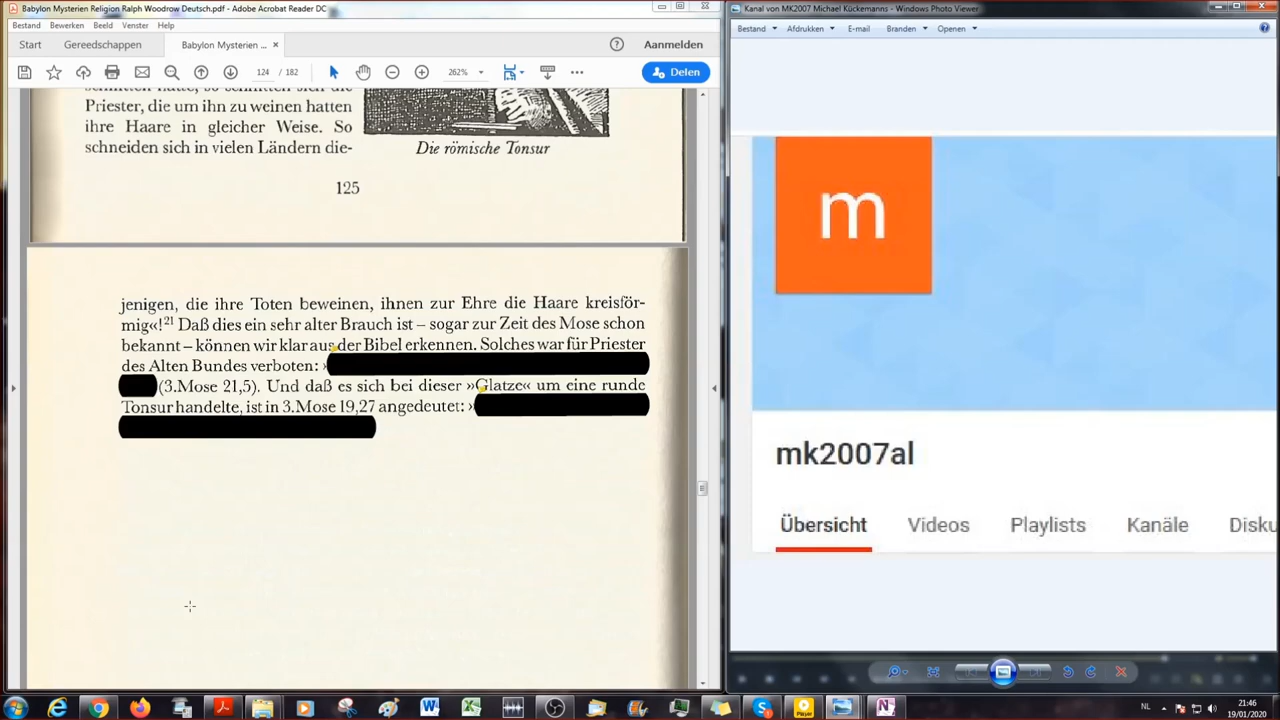 Babylon Mysterien Religion Ralph Woodrow Deutsch.pdf - Adobe Acrobat Reader DC
Bestand Bewerken Beeld Venster Help
Start Gereedschappen Babylon Mysterien ... × Anmelden
124 / 182 262% Delen
Priester, die um ihn zu weinen hatten
ihre Haare in gleicher Weise. So
schneiden sich in vielen Ländern die-
Die römische Tonsur
125
jenigen, die ihre Toten beweinen, ihnen zur Ehre die Haare kreisför-
mig«!21 Daß dies ein sehr alter Brauch ist – sogar zur Zeit des Mose schon
bekannt – können wir klar aus der Bibel erkennen. Solches war für Priester
des Alten Bundes verboten: ›
(3.Mose 21,5). Und daß es sich bei dieser »Glatze« um eine runde
Tonsur handelte, ist in 3.Mose 19,27 angedeutet: ›
Kanal von MK2007 Michael Kückemanns - Windows Photo Viewer
Bestand Afdrukken E-mail Branden Openen
m
mk2007al
Übersicht Videos Playlists Kanäle Disku
NL 21:46
19/01/2020